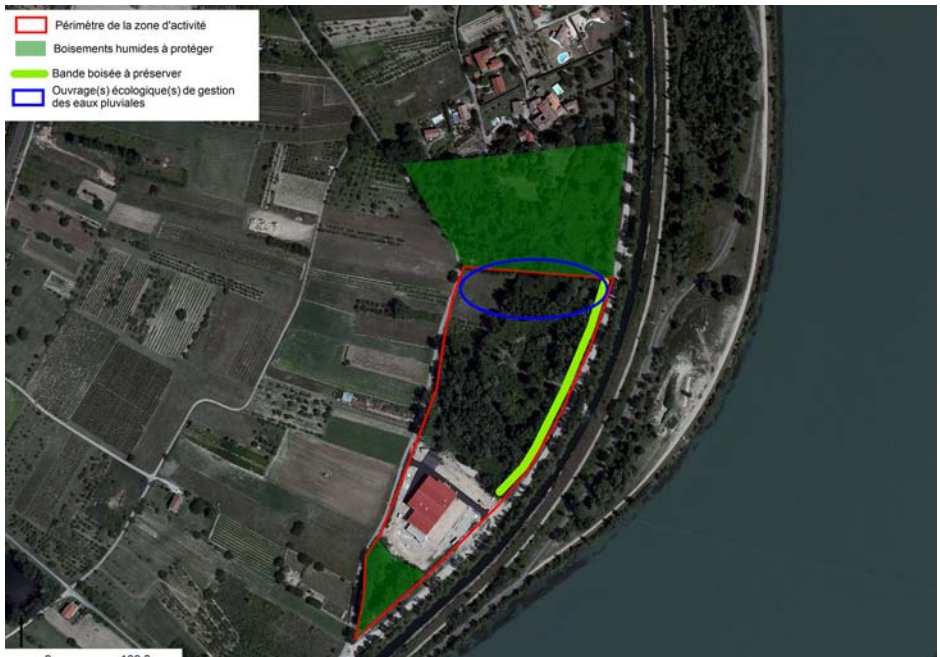 Périmètre de la zone d'activité
Boisements humides à protéger
Bande boisée à préserver
Ouvrage(s) écologique(s) de gestion
des eaux pluviales